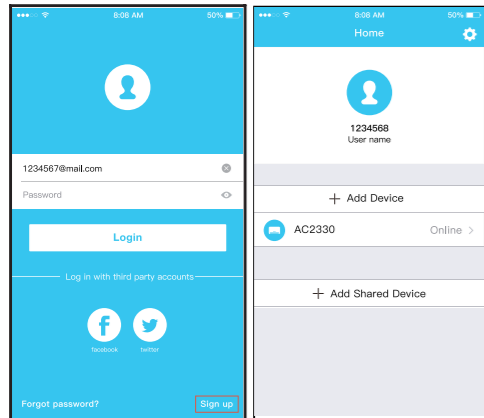 8:08 AM
50%
1234567@mail.com
Password
Login
Log in with third party accounts
facebook
twitter
Forgot password?
Sign up
8:08 AM
50%
Home
1234568
User name
+ Add Device
AC2330
Online >
+ Add Shared Device